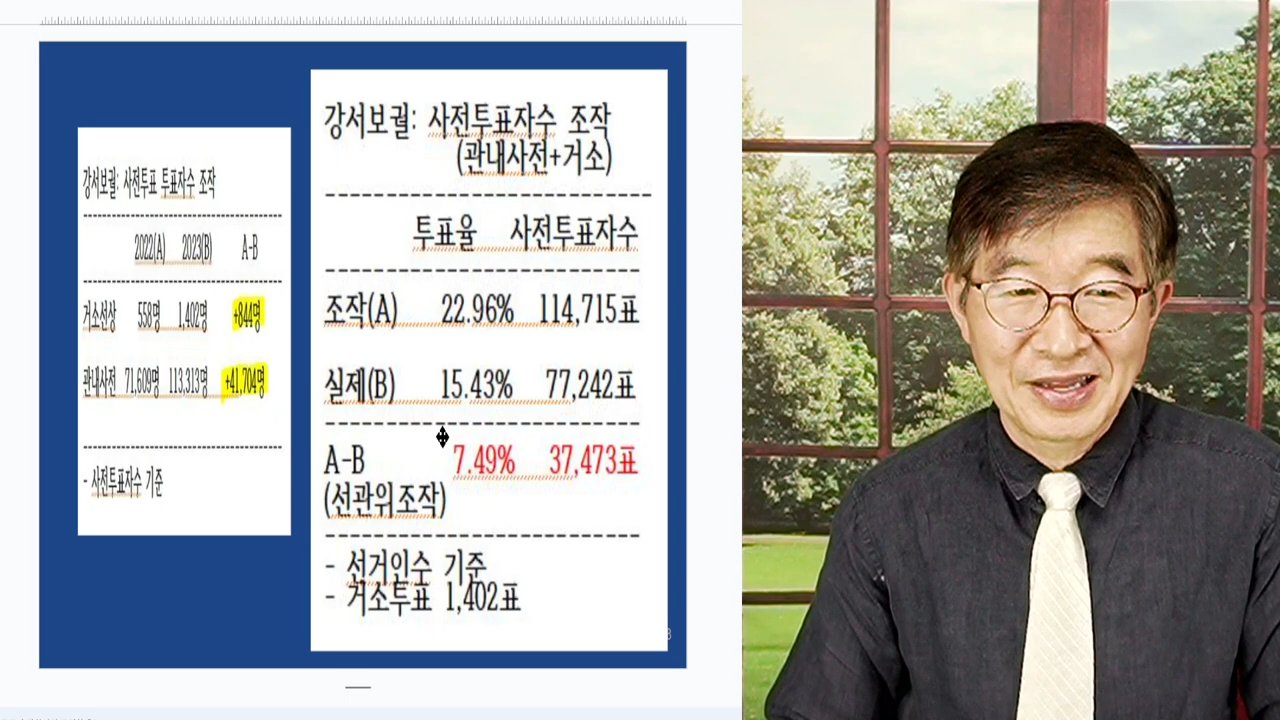 강서보궐: 사전투표 투표자수 조작
2022(A) 2023(B) A-B
거소선상 558명 1,402명 +844명
관내사전 71,609명 113,313명 +41,704명
- 사전투표자수 기준
강서보궐: 사전투표자수 조작
(관내사전+거소)
투표율 사전투표자수
조작(A) 22.96% 114,715표
실제(B) 15.43% 77,242표
A-B 7.49% 37,473표
(선관위조작)
- 선거인수 기준
- 거소투표 1,402표